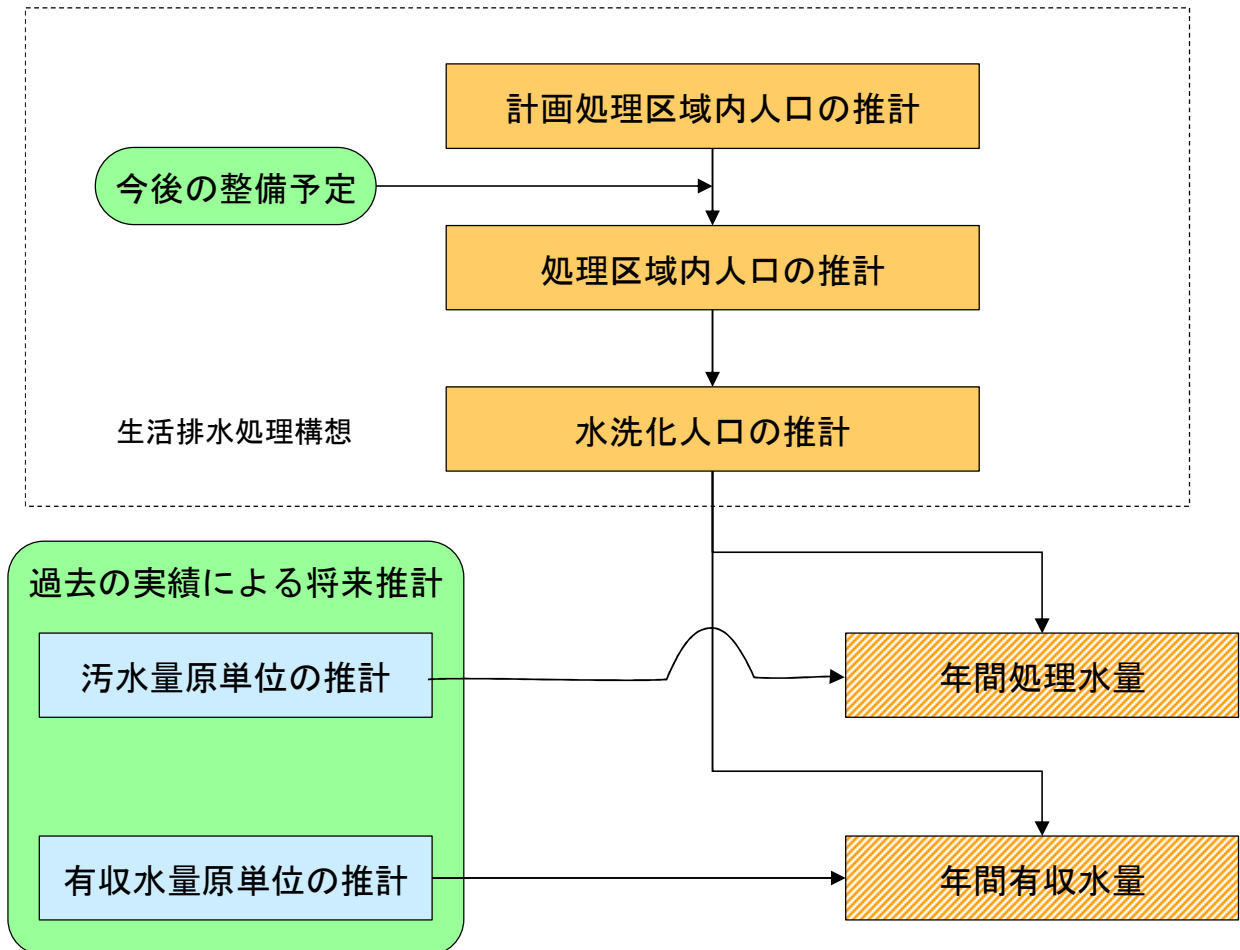 計画処理区域内人口の推計
今後の整備予定
処理区域内人口の推計
水洗化人口の推計
生活排水処理構想
過去の実績による将来推計
汚水量原単位の推計
年間処理水量
有収水量原単位の推計
年間有収水量